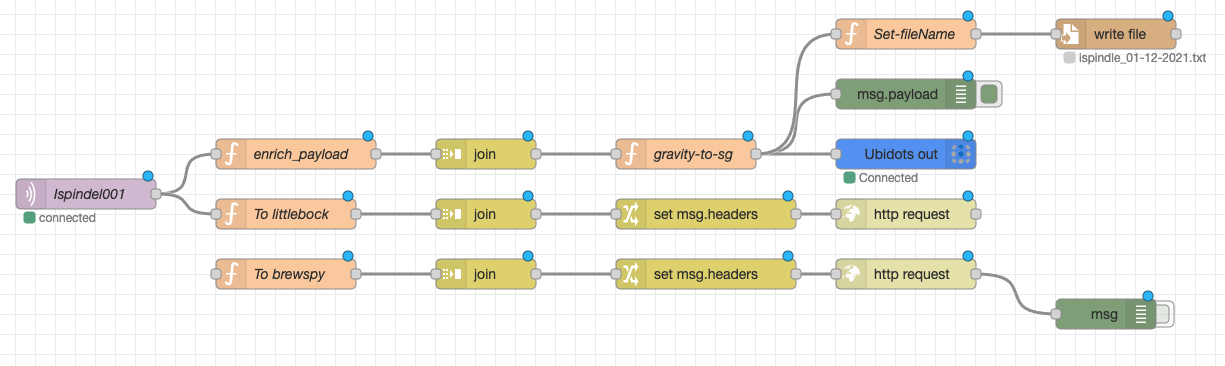 Set-fileName
write file
ispindle_01-12-2021.txt
msg.payload
enrich_payload
join
gravity-to-sg
Ubidots out
Connected
Ispindel001
connected
To littlebock
join
set msg.headers
http request
To brewspy
join
set msg.headers
http request
msg